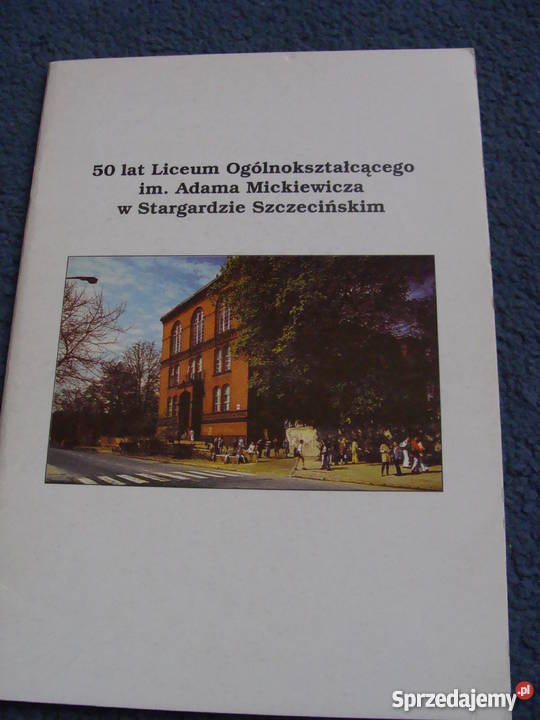 50 lat Liceum Ogólnokształcącego
im. Adama Mickiewicza
w Stargardzie Szczecińskim
Sprzedajemy.pl